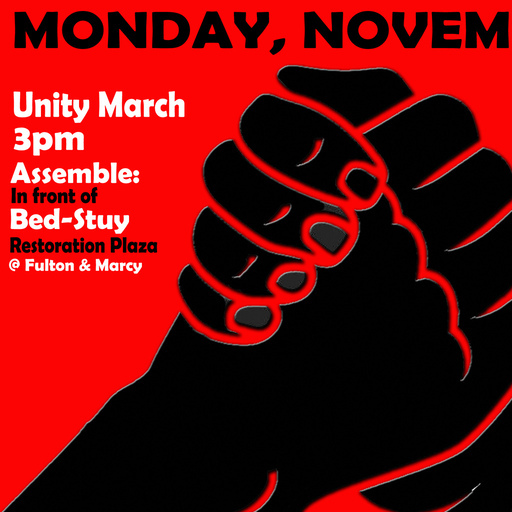 MONDAY, NOVEM
Unity March
3pm
Assemble:
In front of
Bed-Stuy
Restoration Plaza
@ Fulton & Marcy